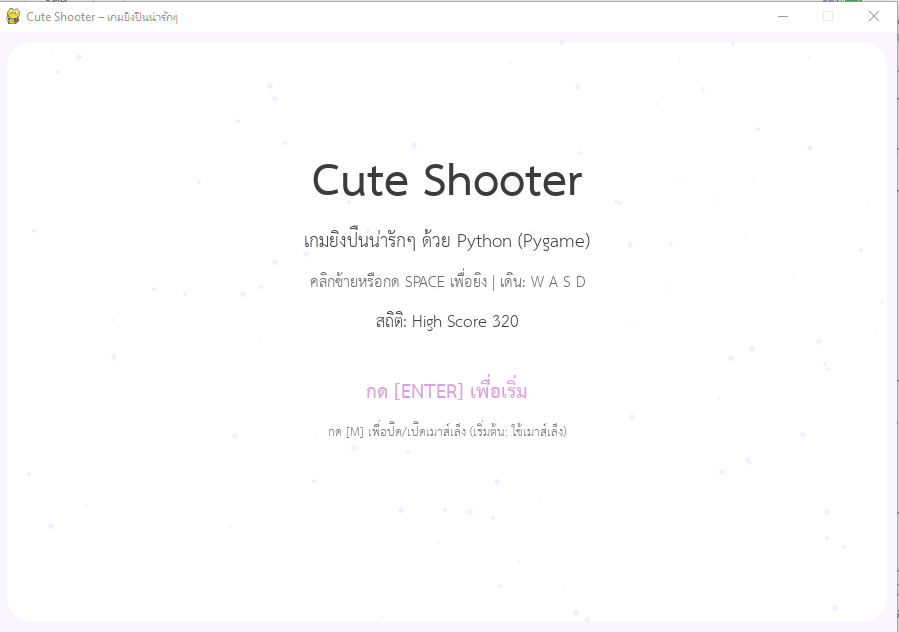 Cute Shooter – เกมยิงปืนน่ารักๆ
Cute Shooter
เกมยิงปืนน่ารักๆ ด้วย Python (Pygame)
คลิกซ้ายหรือกด SPACE เพื่อยิง | เดิน: W A S D
สถิติ: High Score 320
กด [ENTER] เพื่อเริ่ม
กด [M] เพื่อปิด/เปิดเมาส์เล็ง (เริ่มต้น: ใช้เมาส์เล็ง)